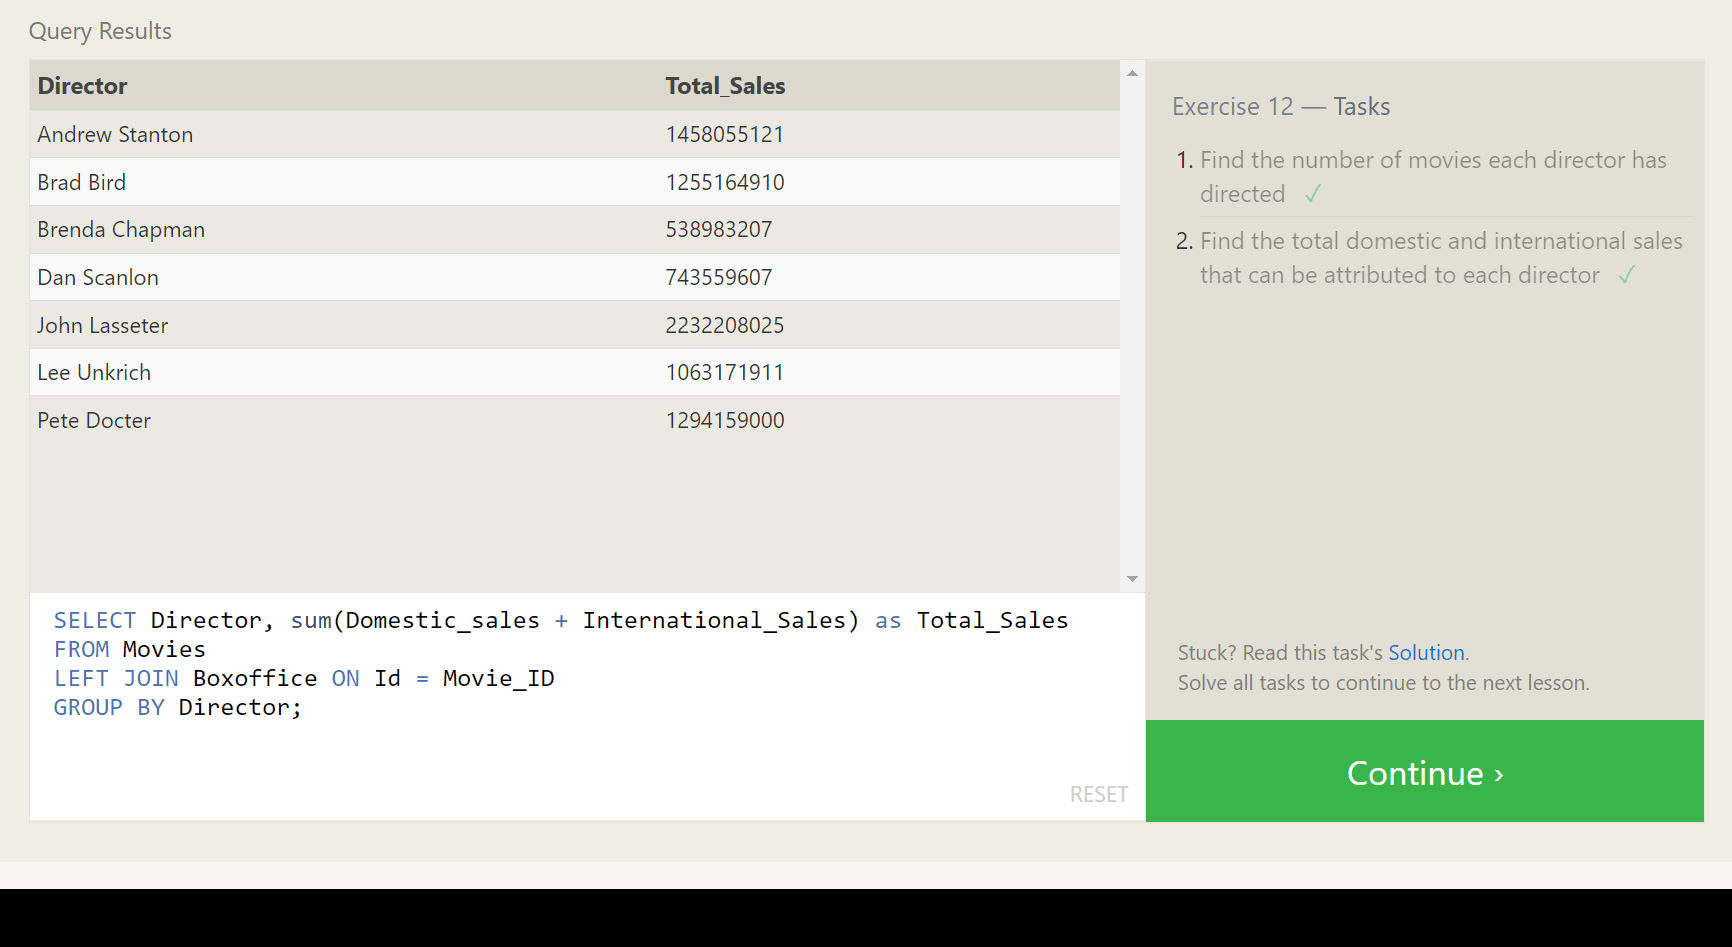 Query Results
Director Total_Sales
Andrew Stanton 1458055121
Brad Bird 1255164910
Brenda Chapman 538983207
Dan Scanlon 743559607
John Lasseter 2232208025
Lee Unkrich 1063171911
Pete Docter 1294159000
SELECT Director, sum(Domestic_sales + International_Sales) as Total_Sales
FROM Movies
LEFT JOIN Boxoffice ON Id = Movie_ID
GROUP BY Director;
RESET
Exercise 12 — Tasks
1. Find the number of movies each director has
directed ✓
2. Find the total domestic and international sales
that can be attributed to each director ✓
Stuck? Read this task's Solution.
Solve all tasks to continue to the next lesson.
Continue ›